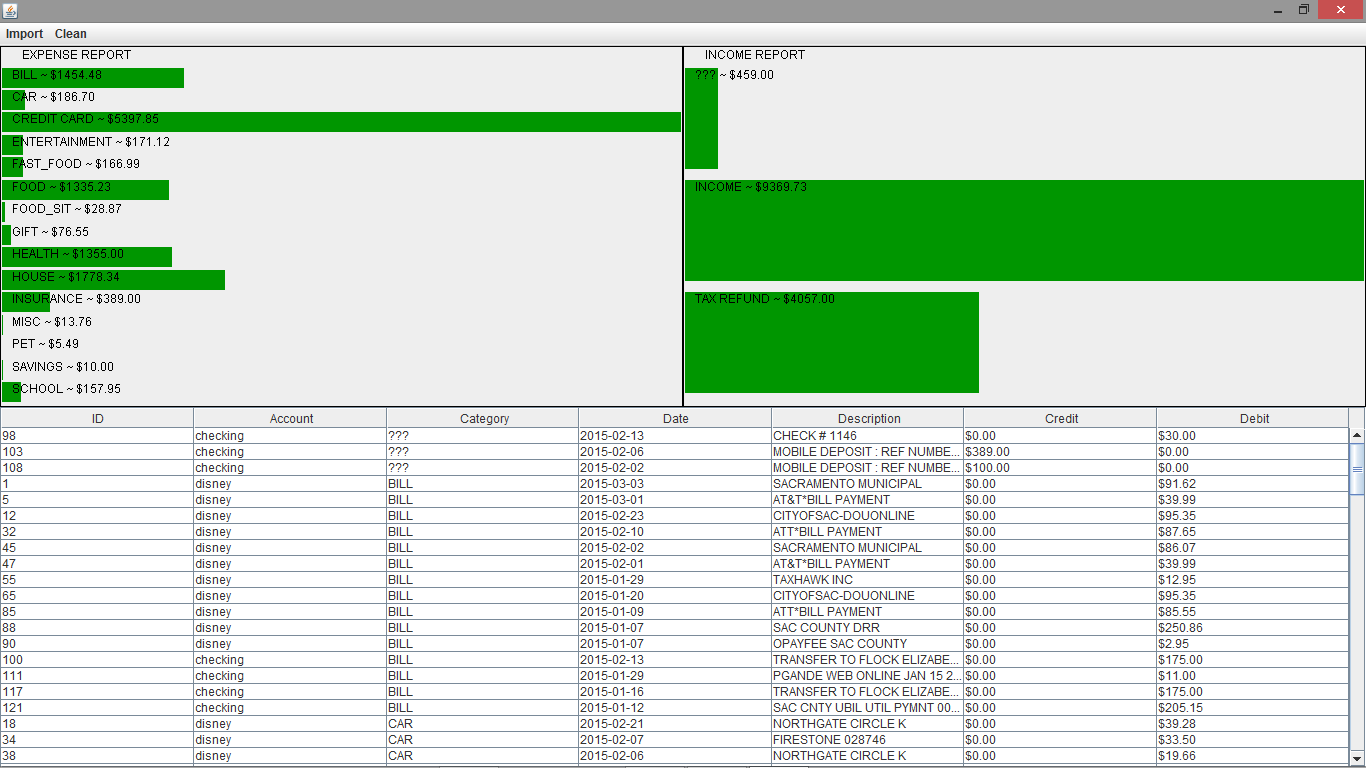 Import Clean
EXPENSE REPORT
BILL ~ $1454.48
CAR ~ $186.70
CREDIT CARD ~ $5397.85
ENTERTAINMENT ~ $171.12
FAST_FOOD ~ $166.99
FOOD ~ $1335.23
FOOD_SIT ~ $28.87
GIFT ~ $76.55
HEALTH ~ $1355.00
HOUSE ~ $1778.34
INSURANCE ~ $389.00
MISC ~ $13.76
PET ~ $5.49
SAVINGS ~ $10.00
SCHOOL ~ $157.95
INCOME REPORT
??? ~ $459.00
INCOME ~ $9369.73
TAX REFUND ~ $4057.00
ID Account Category Date Description Credit Debit
98 checking ??? 2015-02-13 CHECK # 1146 $0.00 $30.00
103 checking ??? 2015-02-06 MOBILE DEPOSIT : REF NUMBE... $389.00 $0.00
108 checking ??? 2015-02-02 MOBILE DEPOSIT : REF NUMBE... $100.00 $0.00
1 disney BILL 2015-03-03 SACRAMENTO MUNICIPAL $0.00 $91.62
5 disney BILL 2015-03-01 AT&T*BILL PAYMENT $0.00 $39.99
12 disney BILL 2015-02-23 CITYOFSAC-DOUONLINE $0.00 $95.35
32 disney BILL 2015-02-10 ATT*BILL PAYMENT $0.00 $87.65
45 disney BILL 2015-02-02 SACRAMENTO MUNICIPAL $0.00 $86.07
47 disney BILL 2015-02-01 AT&T*BILL PAYMENT $0.00 $39.99
55 disney BILL 2015-01-29 TAXHAWK INC $0.00 $12.95
65 disney BILL 2015-01-20 CITYOFSAC-DOUONLINE $0.00 $95.35
85 disney BILL 2015-01-09 ATT*BILL PAYMENT $0.00 $85.55
88 disney BILL 2015-01-07 SAC COUNTY DRR $0.00 $250.86
90 disney BILL 2015-01-07 OPAYFEE SAC COUNTY $0.00 $2.95
100 checking BILL 2015-02-13 TRANSFER TO FLOCK ELIZABE... $0.00 $175.00
111 checking BILL 2015-01-29 PGANDE WEB ONLINE JAN 15 2... $0.00 $11.00
117 checking BILL 2015-01-16 TRANSFER TO FLOCK ELIZABE... $0.00 $175.00
121 checking BILL 2015-01-12 SAC CNTY UBIL UTIL PYMNT 00... $0.00 $205.15
18 disney CAR 2015-02-21 NORTHGATE CIRCLE K $0.00 $39.28
34 disney CAR 2015-02-07 FIRESTONE 028746 $0.00 $33.50
38 disney CAR 2015-02-06 NORTHGATE CIRCLE K $0.00 $19.66